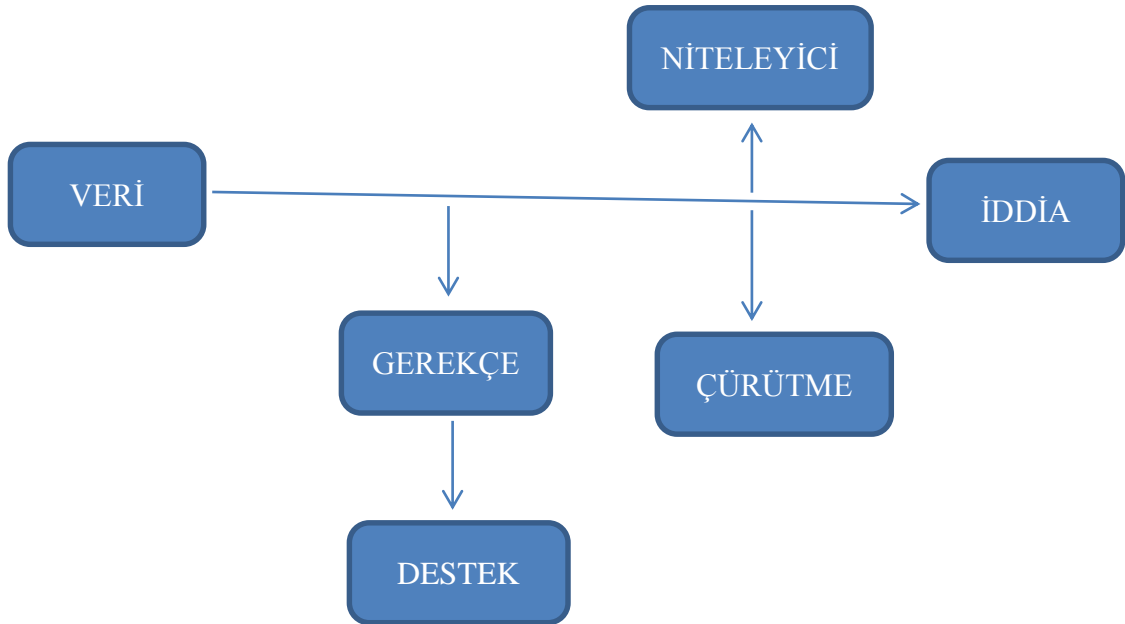 NİTELEYİCİ
VERİ
İDDİA
GEREKÇE
ÇÜRÜTME
DESTEK